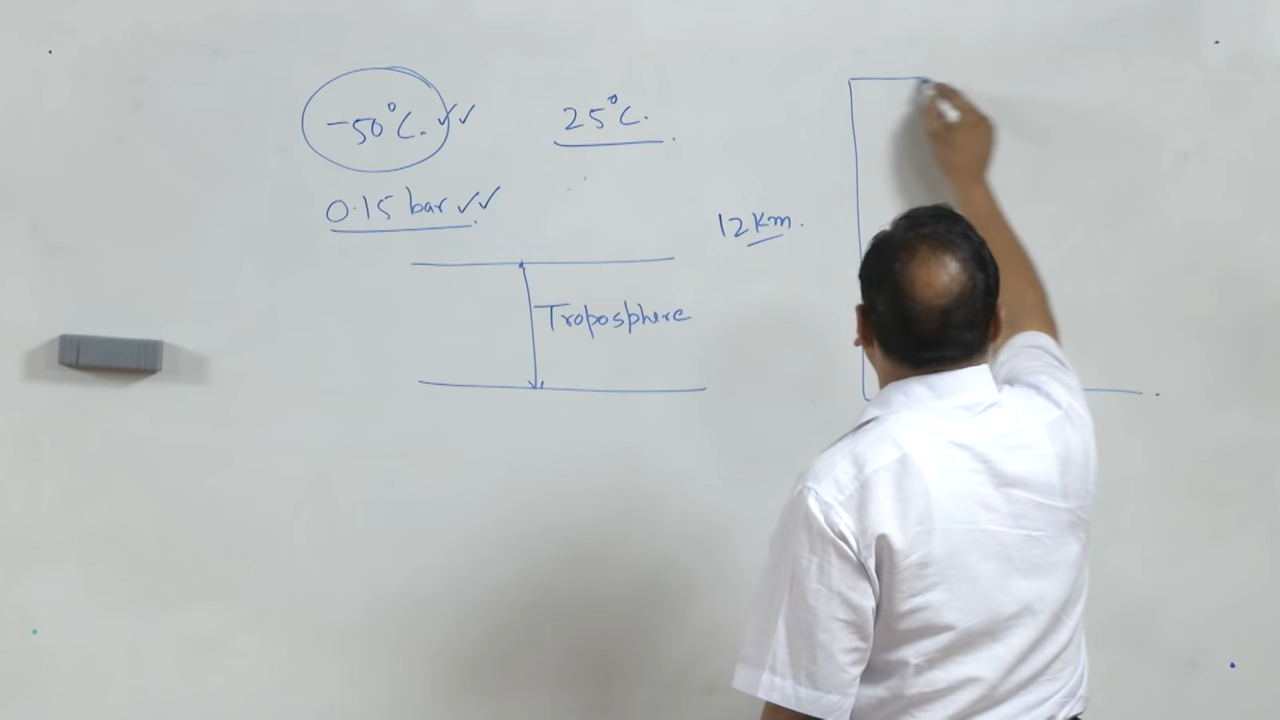 -50°C. ✓✓ 25°C.
0.15 bar ✓✓
12 Km.
Troposphere